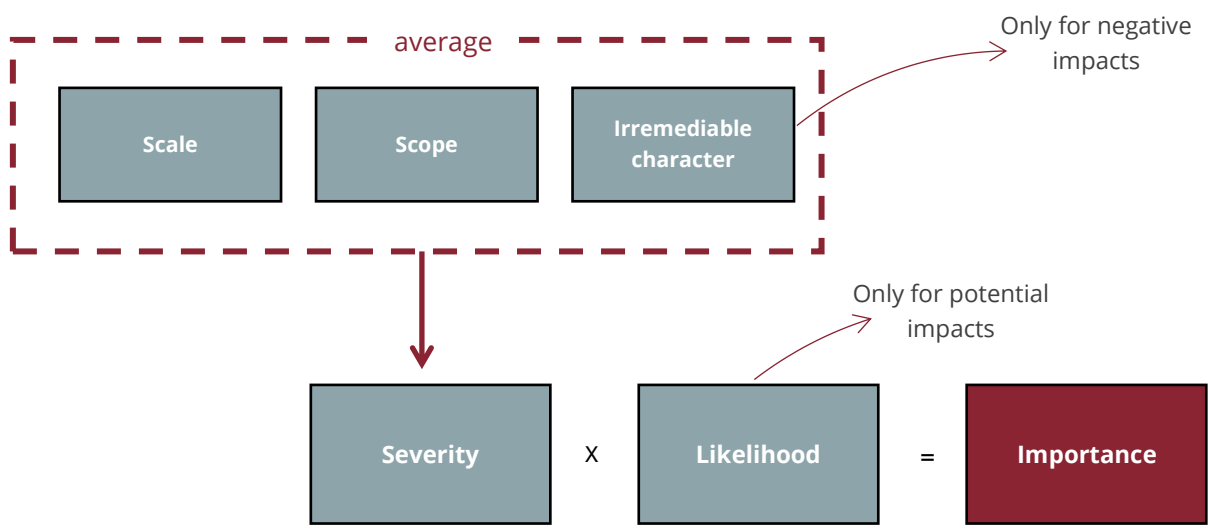 Only for negative
impacts
average
Scale
Scope
Irremediable
character
Only for potential
impacts
Severity
X
Likelihood
=
Importance